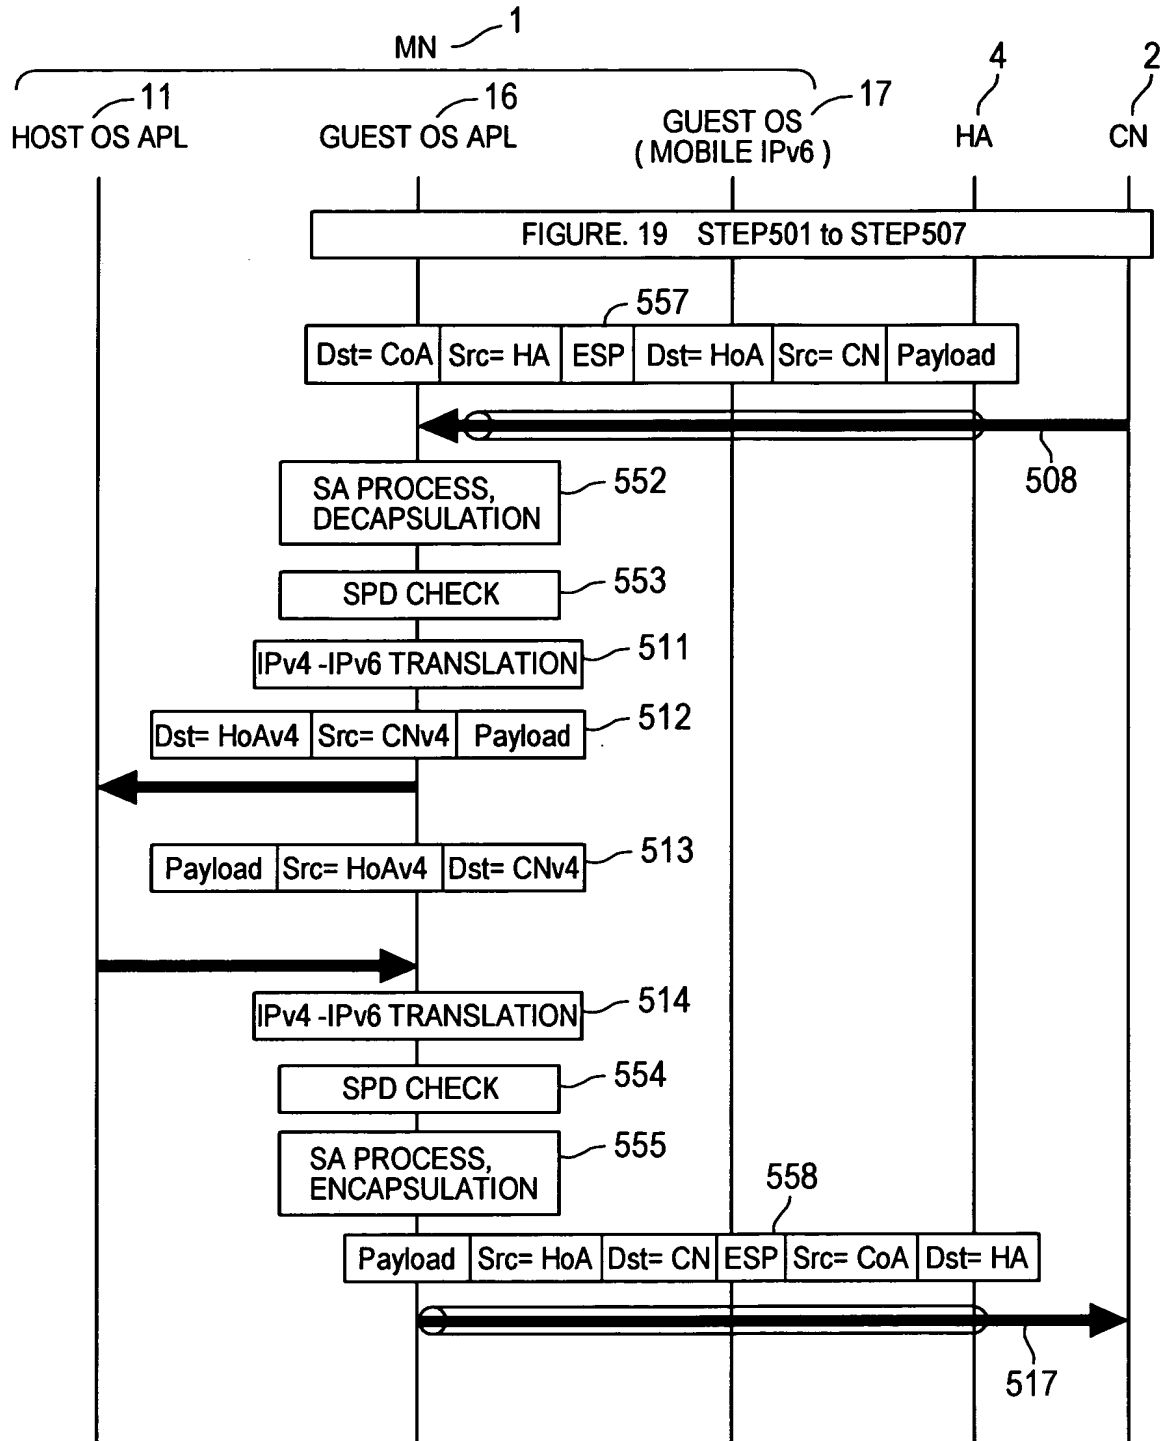 MN 1
11 16 17 4 2
HOST OS APL GUEST OS APL GUEST OS HA CN
( MOBILE IPv6 )
FIGURE. 19 STEP501 to STEP507
557
Dst= CoA Src= HA ESP Dst= HoA Src= CN Payload
508
SA PROCESS, 552
DECAPSULATION
SPD CHECK 553
IPv4 -IPv6 TRANSLATION 511
Dst= HoAv4 Src= CNv4 Payload 512
Payload Src= HoAv4 Dst= CNv4 513
IPv4 -IPv6 TRANSLATION 514
SPD CHECK 554
SA PROCESS, 555
ENCAPSULATION
558
Payload Src= HoA Dst= CN ESP Src= CoA Dst= HA
517